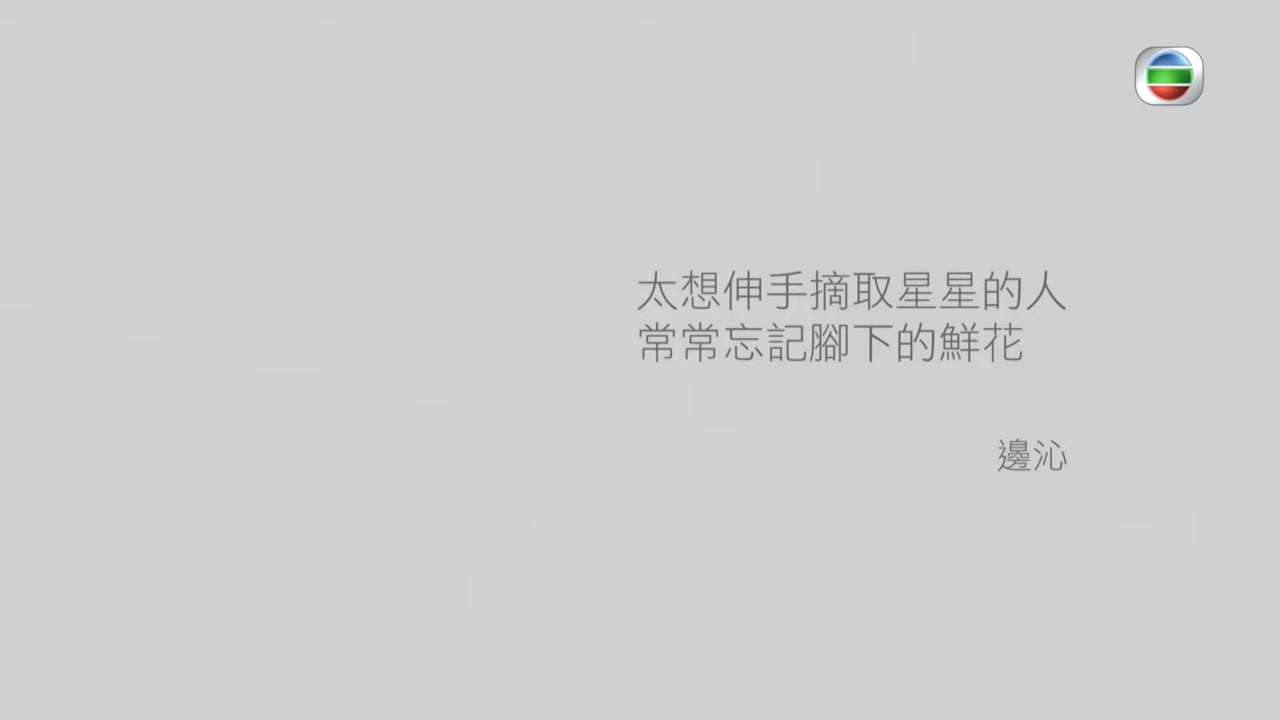 太想伸手摘取星星的人
常常忘記腳下的鮮花
邊沁